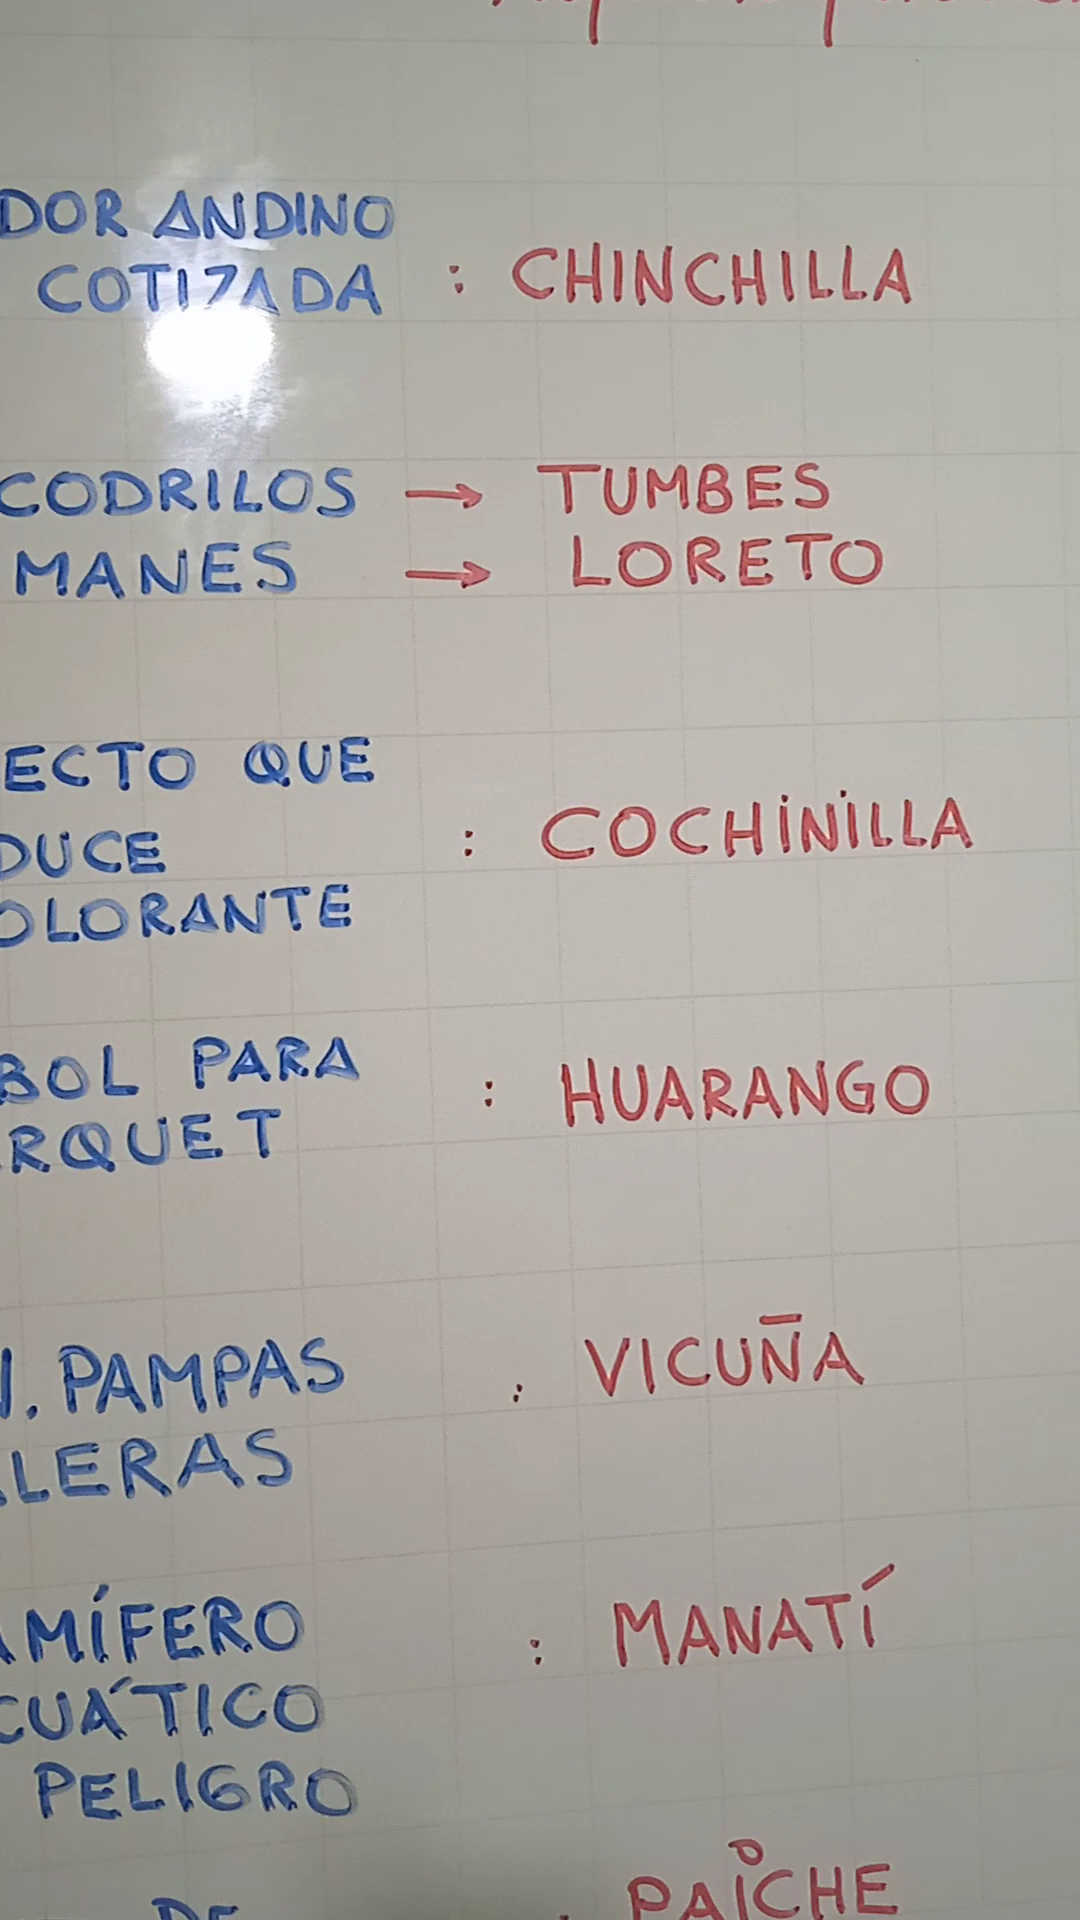 DOR ANDINO
COTIZADA : CHINCHILLA
CODRILOS → TUMBES
MANES → LORETO
ECTO QUE
DUCE : COCHINILLA
OLORANTE
BOL PARA : HUARANGO
RQUET
. PAMPAS : VICUÑA
LERAS
MÍFERO : MANATÍ
CUÁTICO
PELIGRO
DE : PAICHE